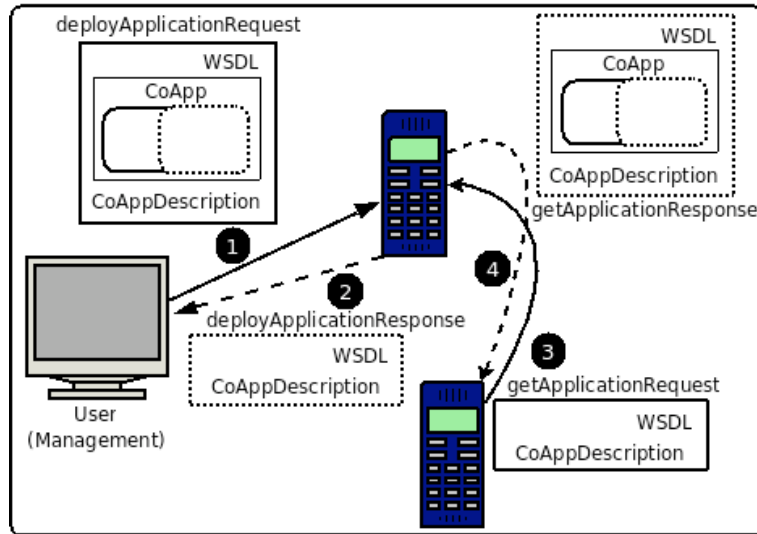 deployApplicationRequest
WSDL
CoApp
CoAppDescription
WSDL
CoApp
CoAppDescription
getApplicationResponse
1
2
deployApplicationResponse
WSDL
CoAppDescription
4
3
getApplicationRequest
WSDL
CoAppDescription
User
(Management)